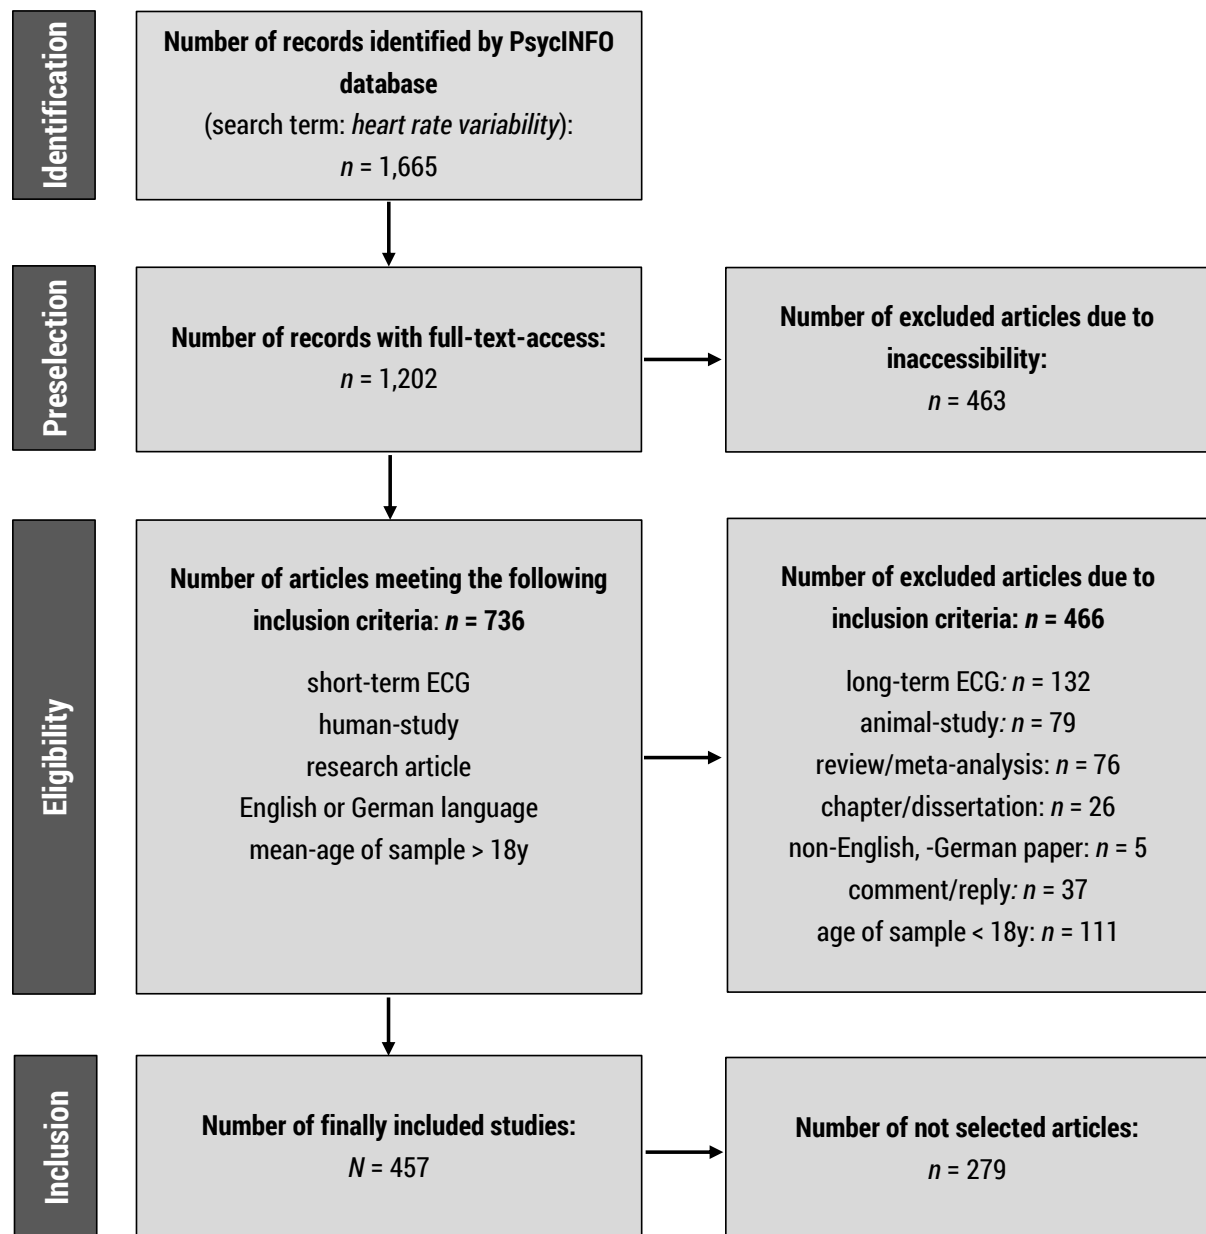 Identification
Number of records identified by PsycINFO
database
(search term: heart rate variability):
n = 1,665
Preselection
Number of records with full-text-access:
n = 1,202
Number of excluded articles due to
inaccessibility:
n = 463
Eligibility
Number of articles meeting the following
inclusion criteria: n = 736
short-term ECG
human-study
research article
English or German language
mean-age of sample > 18y
Number of excluded articles due to
inclusion criteria: n = 466
long-term ECG: n = 132
animal-study: n = 79
review/meta-analysis: n = 76
chapter/dissertation: n = 26
non-English, -German paper: n = 5
comment/reply: n = 37
age of sample < 18y: n = 111
Inclusion
Number of finally included studies:
N = 457
Number of not selected articles:
n = 279